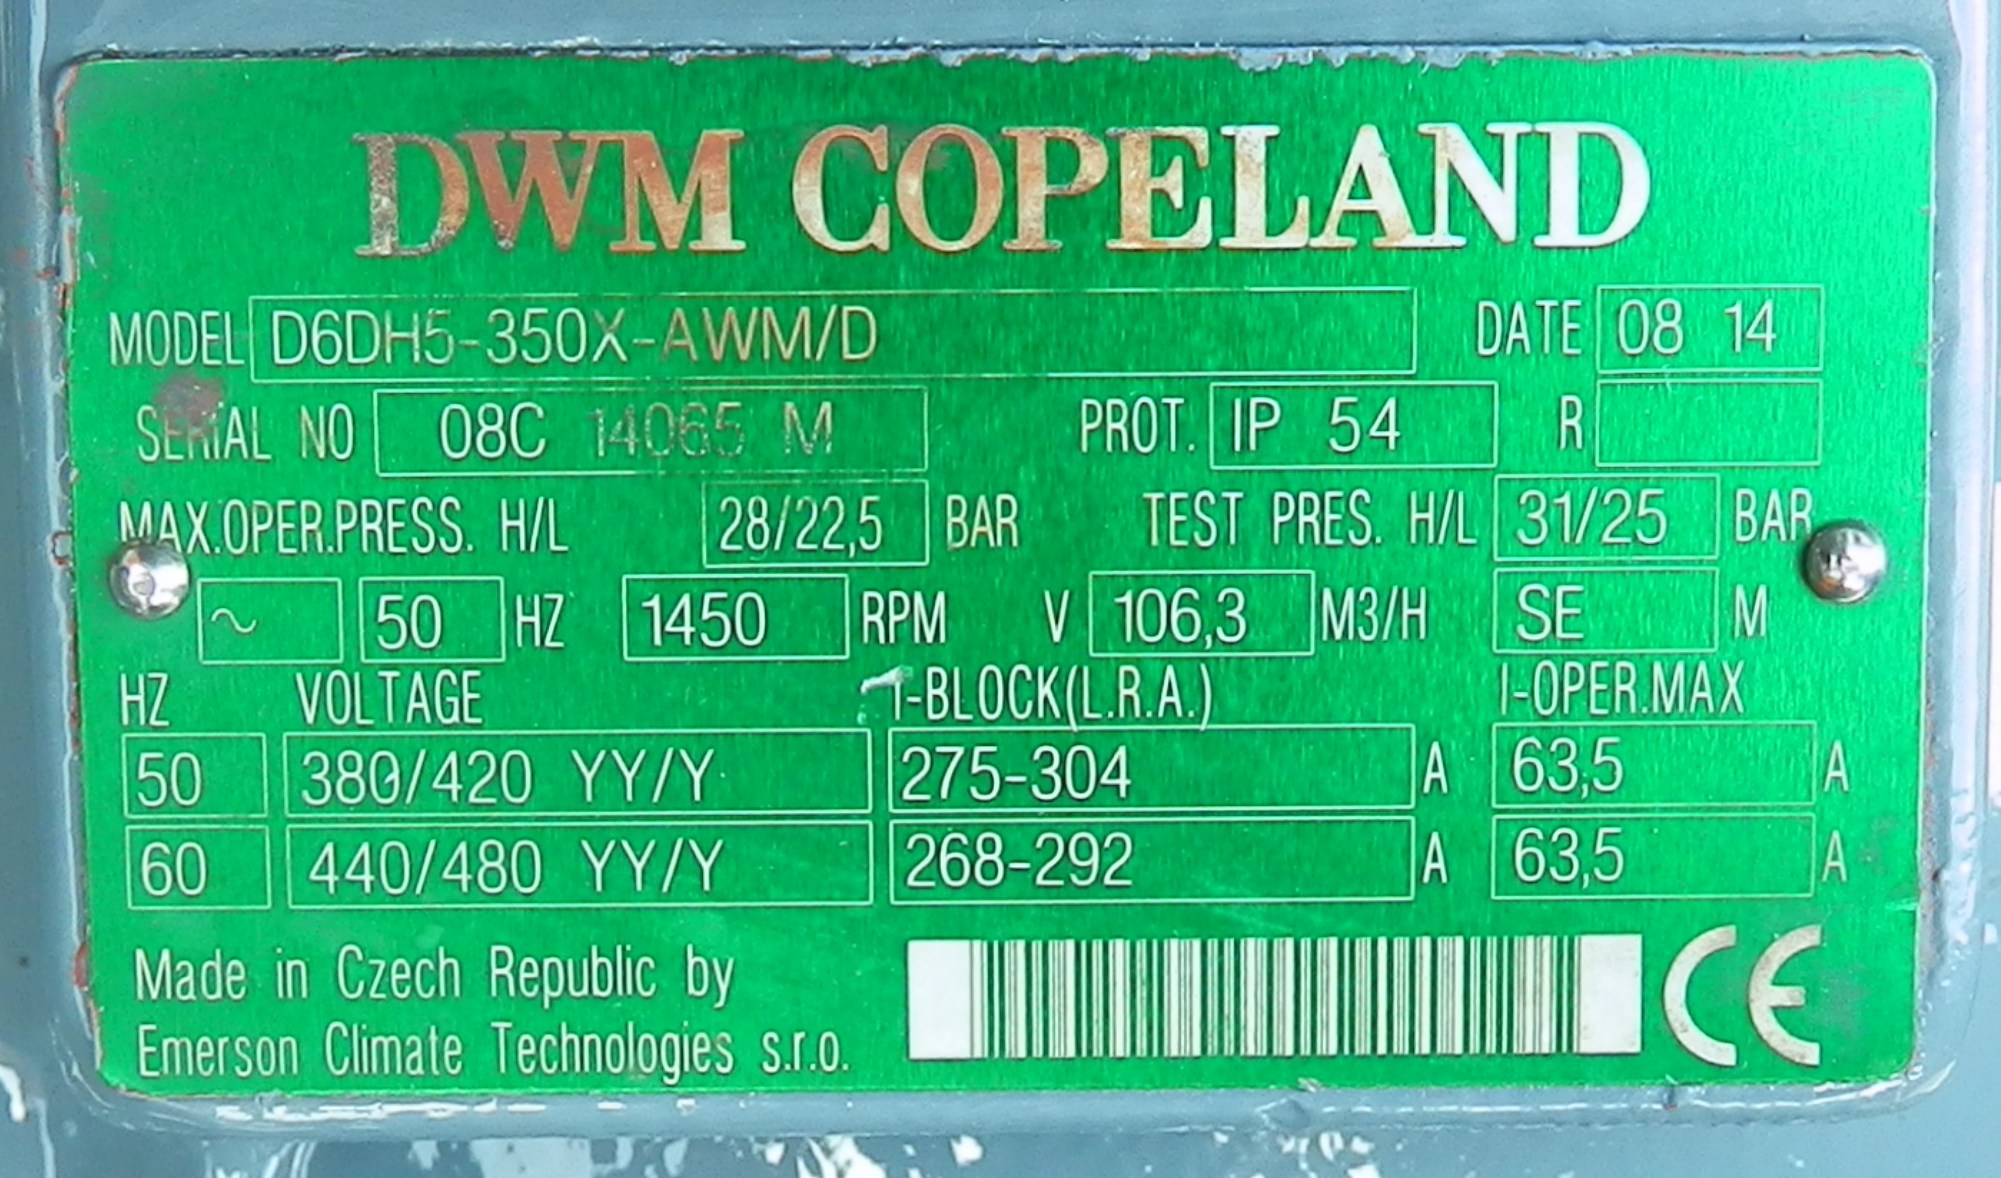 DWM COPELAND
MODEL D6DH5-350X-AWM/D DATE 08 14
SERIAL NO 08C 14065 M PROT. IP 54 R
MAX.OPER.PRESS. H/L 28/22,5 BAR TEST PRES. H/L 31/25 BAR
~ 50 HZ 1450 RPM V 106,3 M3/H SE M
HZ VOLTAGE I-BLOCK(L.R.A.) I-OPER.MAX
50 380/420 YY/Y 275-304 A 63,5 A
60 440/480 YY/Y 268-292 A 63,5 A
Made in Czech Republic by
Emerson Climate Technologies s.r.o.
CE